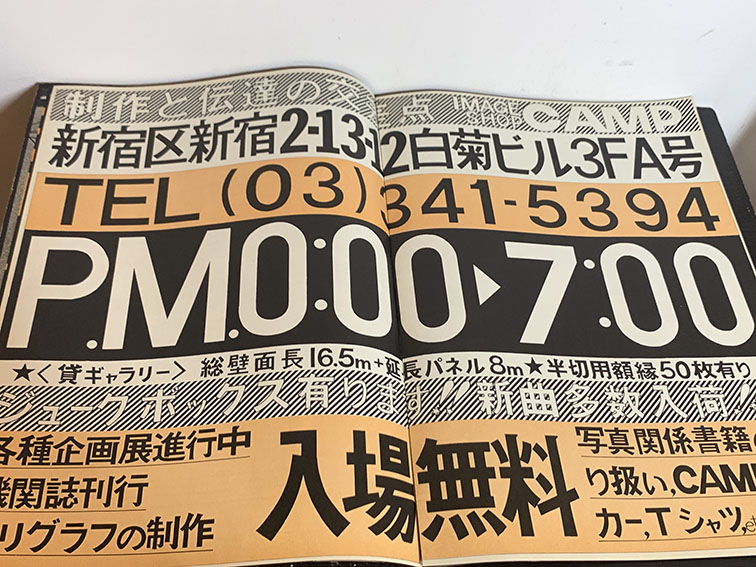 制作と伝達の交点 IMAGE SHOP CAMP
新宿区新宿2-13-12白菊ビル3FA号
TEL (03) 341-5394
P.M.0:00▶7:00
★〈貸ギャラリー〉総壁面長16.5m+延長パネル8m★半切用額縁50枚有り
ジュークボックス有ります!!新曲多数入荷!!
各種企画展進行中
機関誌刊行
リグラフの制作
入場無料
写真関係書籍
り扱い,CAM
カー,Tシャツ,et